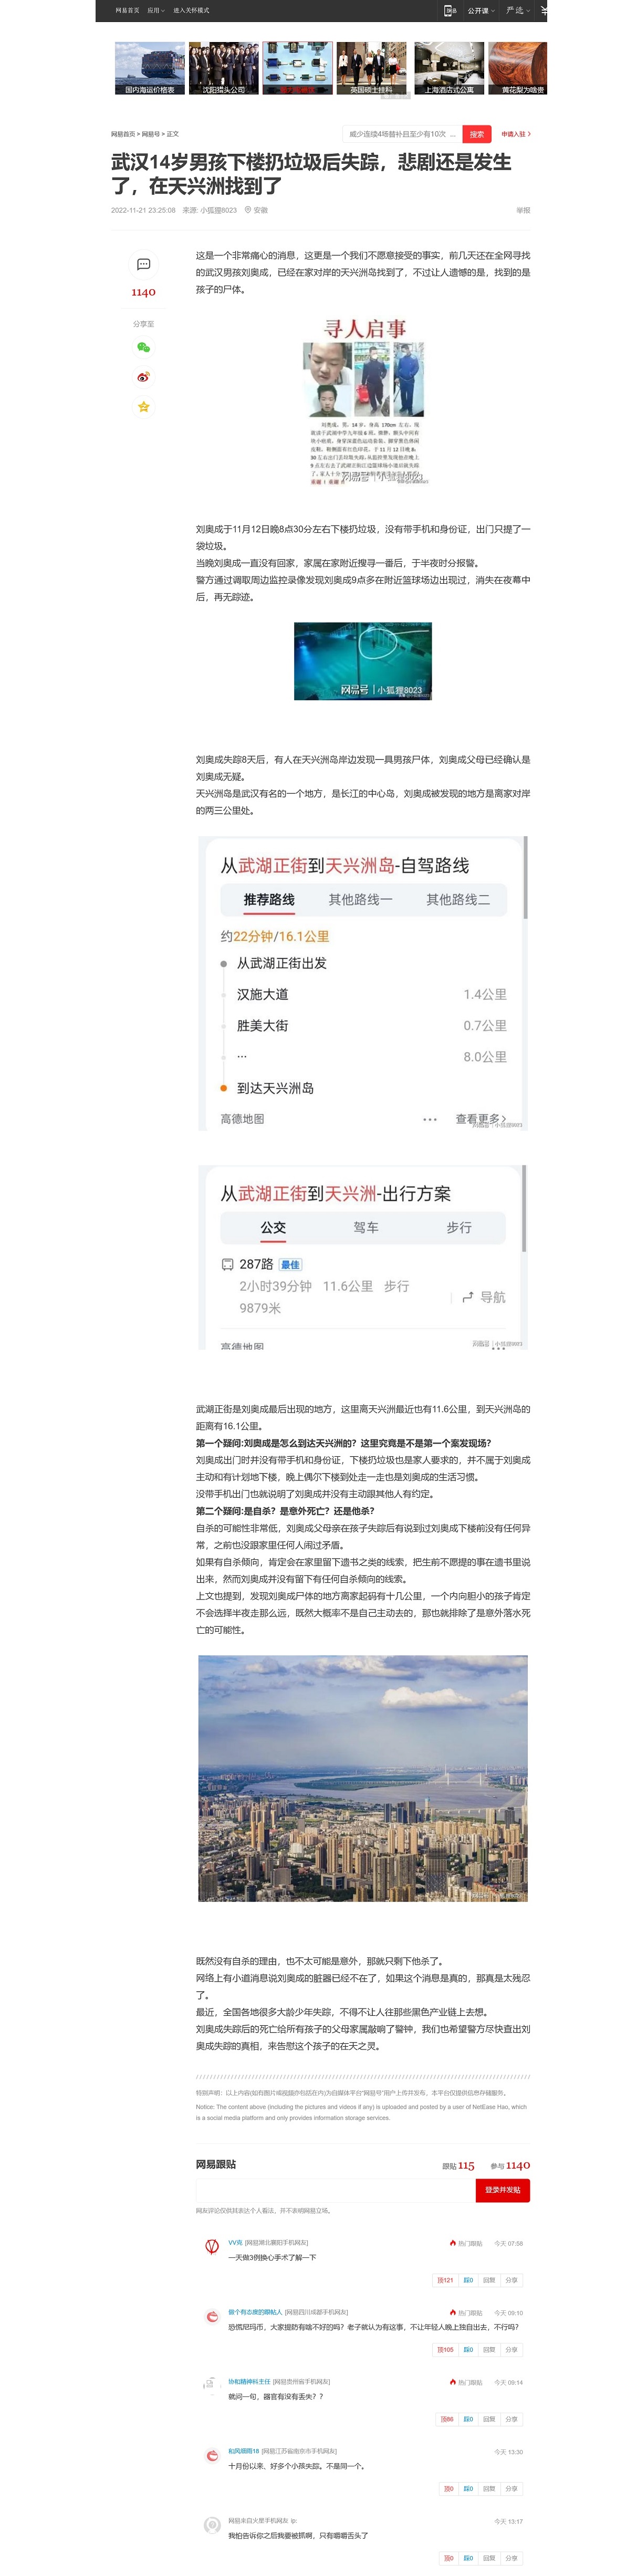 网易首页 应用 进入关怀模式
公开课 严选
国内海运价格表 沈阳猎头公司 英国硕士挂科 上海酒店式公寓 黄花梨为啥贵
网易首页 > 网易号 > 正文
威少连续4场替补且至少有10次 ... 搜索 申请入驻
武汉14岁男孩下楼扔垃圾后失踪，悲剧还是发生
了，在天兴洲找到了
2022-11-21 23:25:08 来源: 小狐狸8023 安徽 举报
1140
分享至
这是一个非常痛心的消息，这更是一个我们不愿意接受的事实，前几天还在全网寻找
的武汉男孩刘奥成，已经在家对岸的天兴洲岛找到了，不过让人遗憾的是，找到的是
孩子的尸体。
寻人启事
网易号 | 小狐狸8023
刘奥成于11月12日晚8点30分左右下楼扔垃圾，没有带手机和身份证，出门只提了一
袋垃圾。
当晚刘奥成一直没有回家，家属在家附近搜寻一番后，于半夜时分报警。
警方通过调取周边监控录像发现刘奥成9点多在附近篮球场边出现过，消失在夜幕中
后，再无踪迹。
网易号 | 小狐狸8023
刘奥成失踪8天后，有人在天兴洲岛岸边发现一具男孩尸体，刘奥成父母已经确认是
刘奥成无疑。
天兴洲岛是武汉有名的一个地方，是长江的中心岛，刘奥成被发现的地方是离家对岸
的两三公里处。
从武湖正街到天兴洲岛-自驾路线
推荐路线 其他路线一 其他路线二
约22分钟/16.1公里
从武湖正街出发
汉施大道 1.4公里
胜美大街 0.7公里
... 8.0公里
到达天兴洲岛
高德地图 ... 查看更多
网易号 | 小狐狸8023
从武湖正街到天兴洲-出行方案
公交 驾车 步行
287路 最佳
2小时39分钟 11.6公里 步行
9879米
导航
高德地图
网易号 | 小狐狸8023
武湖正街是刘奥成最后出现的地方，这里离天兴洲最近也有11.6公里，到天兴洲岛的
距离有16.1公里。
第一个疑问:刘奥成是怎么到达天兴洲的？这里究竟是不是第一个案发现场？
刘奥成出门时并没有带手机和身份证，下楼扔垃圾也是家人要求的，并不属于刘奥成
主动和有计划地下楼，晚上偶尔下楼到处走一走也是刘奥成的生活习惯。
没带手机出门也就说明了刘奥成并没有主动跟其他人有约定。
第二个疑问:是自杀？是意外死亡？还是他杀？
自杀的可能性非常低，刘奥成父母亲在孩子失踪后有说到过刘奥成下楼前没有任何异
常，之前也没跟家里任何人闹过矛盾。
如果有自杀倾向，肯定会在家里留下遗书之类的线索，把生前不愿提的事在遗书里说
出来，然而刘奥成并没有留下有任何自杀倾向的线索。
上文也提到，发现刘奥成尸体的地方离家起码有十几公里，一个内向胆小的孩子肯定
不会选择半夜走那么远，既然大概率不是自己主动去的，那也就排除了是意外落水死
亡的可能性。
既然没有自杀的理由，也不太可能是意外，那就只剩下他杀了。
网络上有小道消息说刘奥成的脏器已经不在了，如果这个消息是真的，那真是太残忍
了。
最近，全国各地很多大龄少年失踪，不得不让人往那些黑色产业链上去想。
刘奥成失踪后的死亡给所有孩子的父母家属敲响了警钟，我们也希望警方尽快查出刘
奥成失踪的真相，来告慰这个孩子的在天之灵。
特别声明：以上内容(如有图片或视频亦包括在内)为自媒体平台“网易号”用户上传并发布，本平台仅提供信息存储服务。
Notice: The content above (including the pictures and videos if any) is uploaded and posted by a user of NetEase Hao, which
is a social media platform and only provides information storage services.
网易跟贴 跟贴 115 参与 1140
登录并发贴
网友评论仅供其表达个人看法，并不表明网易立场。
VV克 [网易湖北襄阳手机网友] 热门跟贴 今天 07:58
一天做3例换心手术了解一下
顶121 踩0 回复 分享
做个有态度的跟帖人 [网易四川成都手机网友] 热门跟贴 今天 09:10
恐慌尼玛币，大家提防有啥不好的吗？老子就认为有这事，不让年轻人晚上独自出去，不行吗？
顶105 踩0 回复 分享
协和精神科主任 [网易贵州省手机网友] 热门跟贴 今天 09:14
就问一句，器官有没有丢失？？
顶86 踩0 回复 分享
和风细雨18 [网易江苏省南京市手机网友] 今天 13:30
十月份以来，好多个小孩失踪。不是同一个。
顶0 踩0 回复 分享
网易未自火星手机网友 ip: 今天 13:17
我怕告诉你之后我要被抓啊，只有嚼嚼舌头了
顶0 踩0 回复 分享